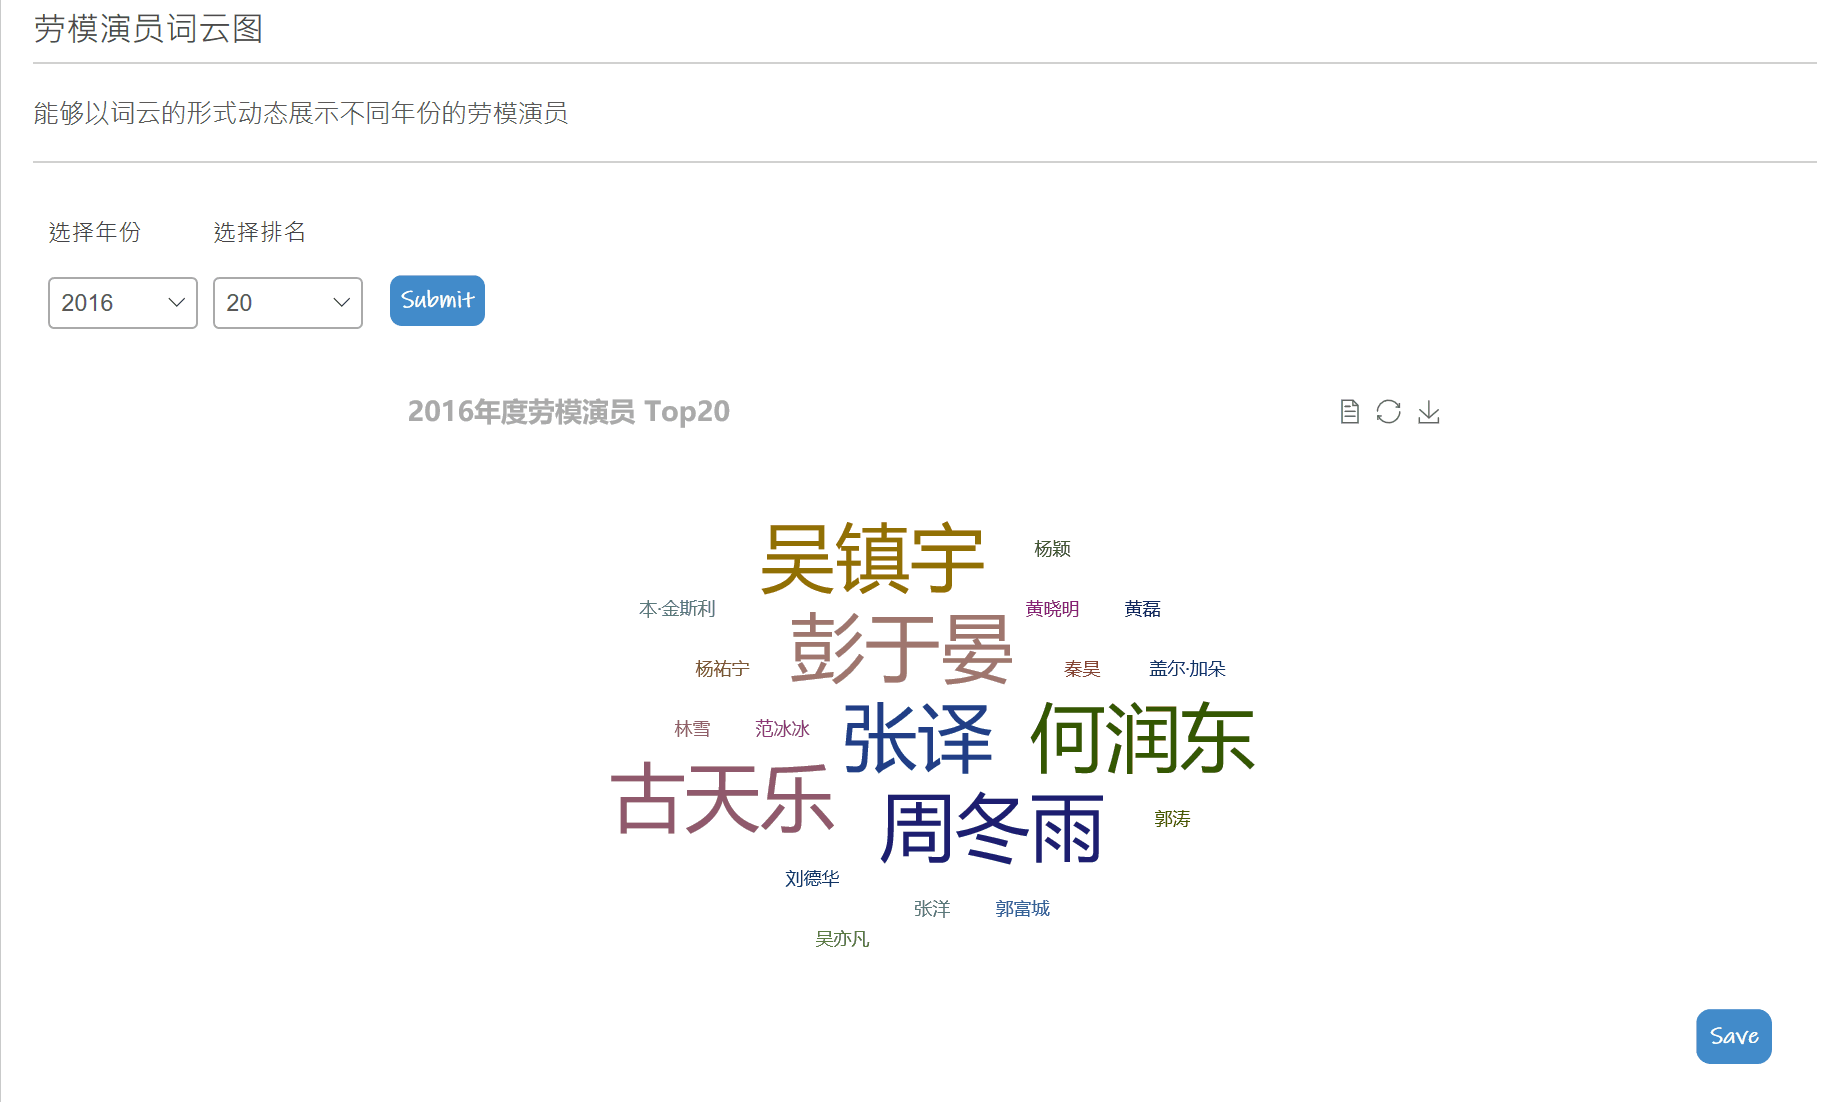 劳模演员词云图
能够以词云的形式动态展示不同年份的劳模演员
选择年份 选择排名
2016 20 Submit
2016年度劳模演员 Top20
吴镇宇 杨颖
本·金斯利 彭于晏 黄晓明 黄磊
杨祐宁 秦昊 盖尔·加朵
林雪 范冰冰 张译 何润东
古天乐 周冬雨 郭涛
刘德华
张洋 郭富城
吴亦凡
Save